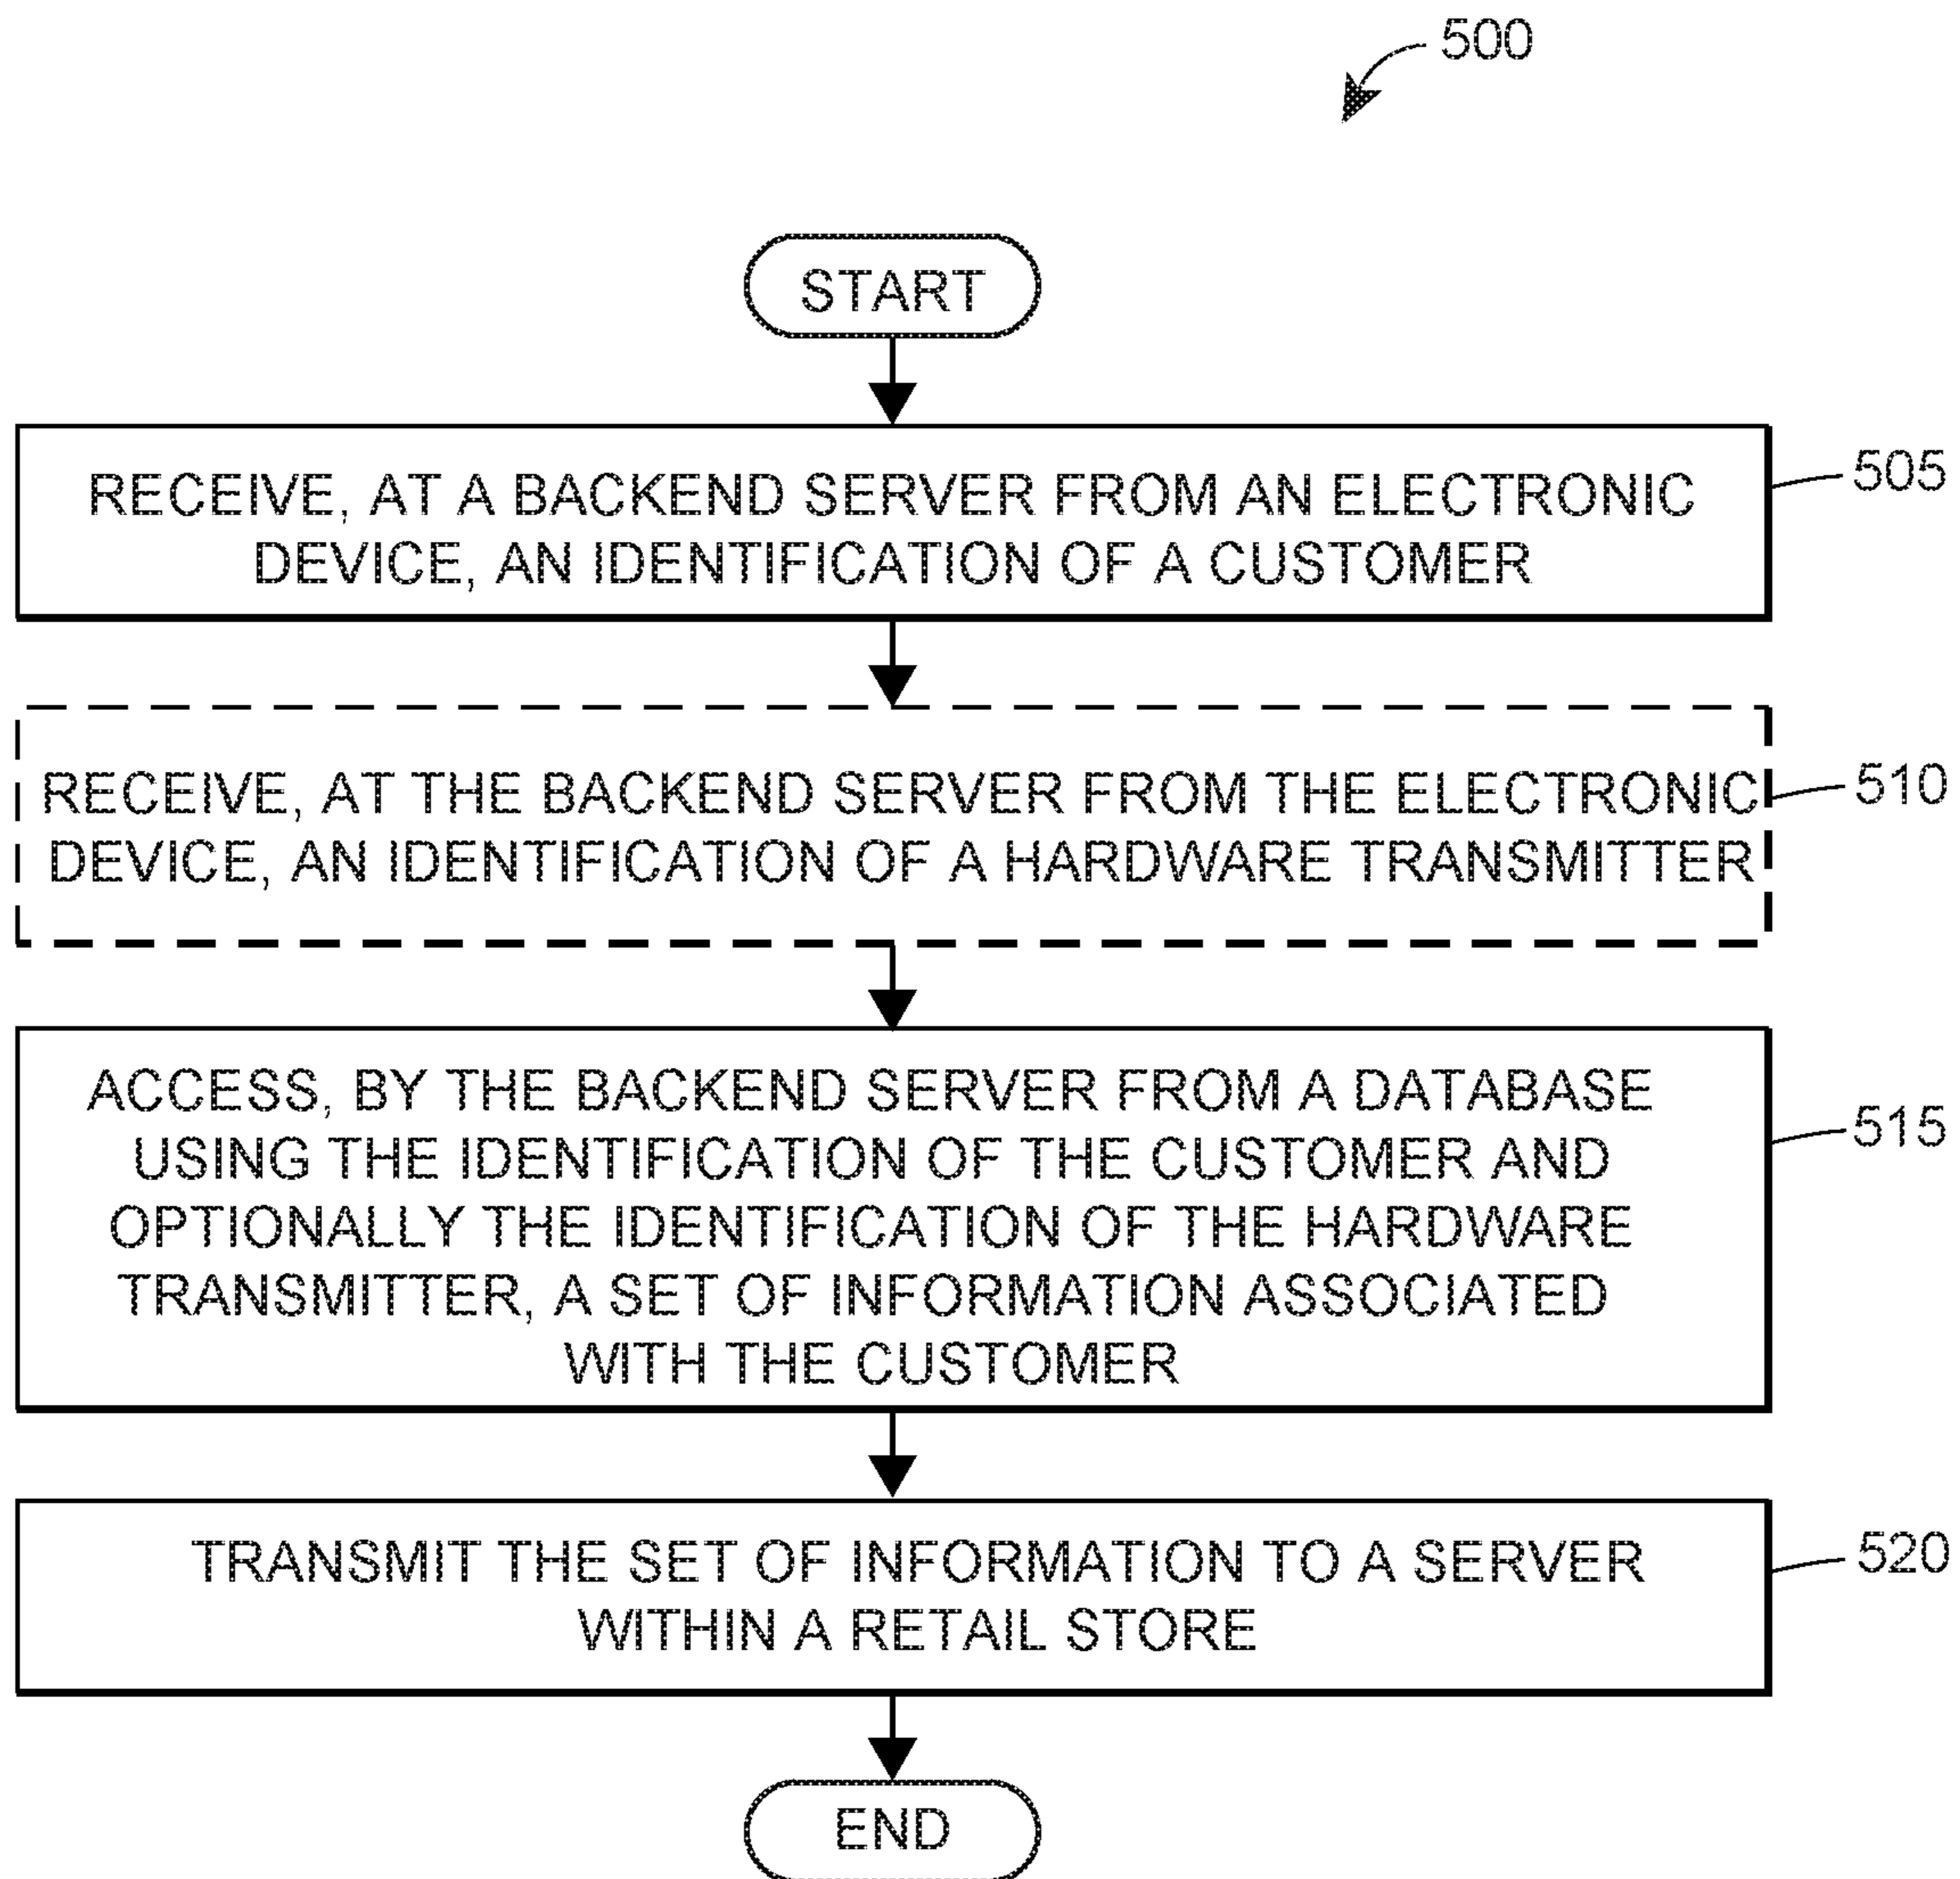 500
START
RECEIVE, AT A BACKEND SERVER FROM AN ELECTRONIC
DEVICE, AN IDENTIFICATION OF A CUSTOMER
505
RECEIVE, AT THE BACKEND SERVER FROM THE ELECTRONIC
DEVICE, AN IDENTIFICATION OF A HARDWARE TRANSMITTER
510
ACCESS, BY THE BACKEND SERVER FROM A DATABASE
USING THE IDENTIFICATION OF THE CUSTOMER AND
OPTIONALLY THE IDENTIFICATION OF THE HARDWARE
TRANSMITTER, A SET OF INFORMATION ASSOCIATED
WITH THE CUSTOMER
515
TRANSMIT THE SET OF INFORMATION TO A SERVER
WITHIN A RETAIL STORE
520
END